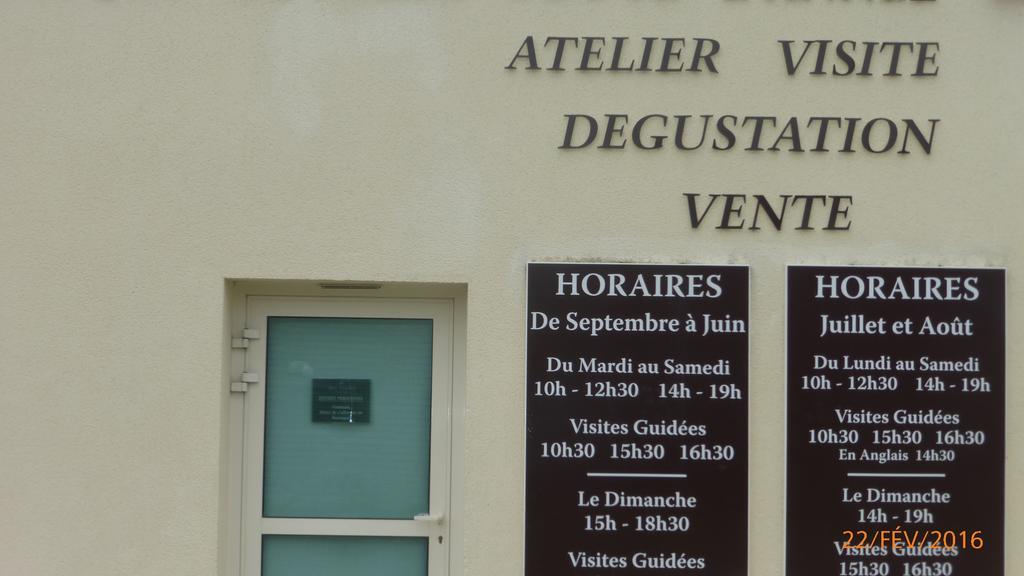 ATELIER VISITE
DEGUSTATION
VENTE
HORAIRES
De Septembre à Juin
Du Mardi au Samedi
10h - 12h30 14h - 19h
Visites Guidées
10h30 15h30 16h30
Le Dimanche
15h - 18h30
Visites Guidées
HORAIRES
Juillet et Août
Du Lundi au Samedi
10h - 12h30 14h - 19h
Visites Guidées
10h30 15h30 16h30
En Anglais 14h30
Le Dimanche
14h - 19h
Visites Guidées
15h30 16h30
22/FÉV/2016